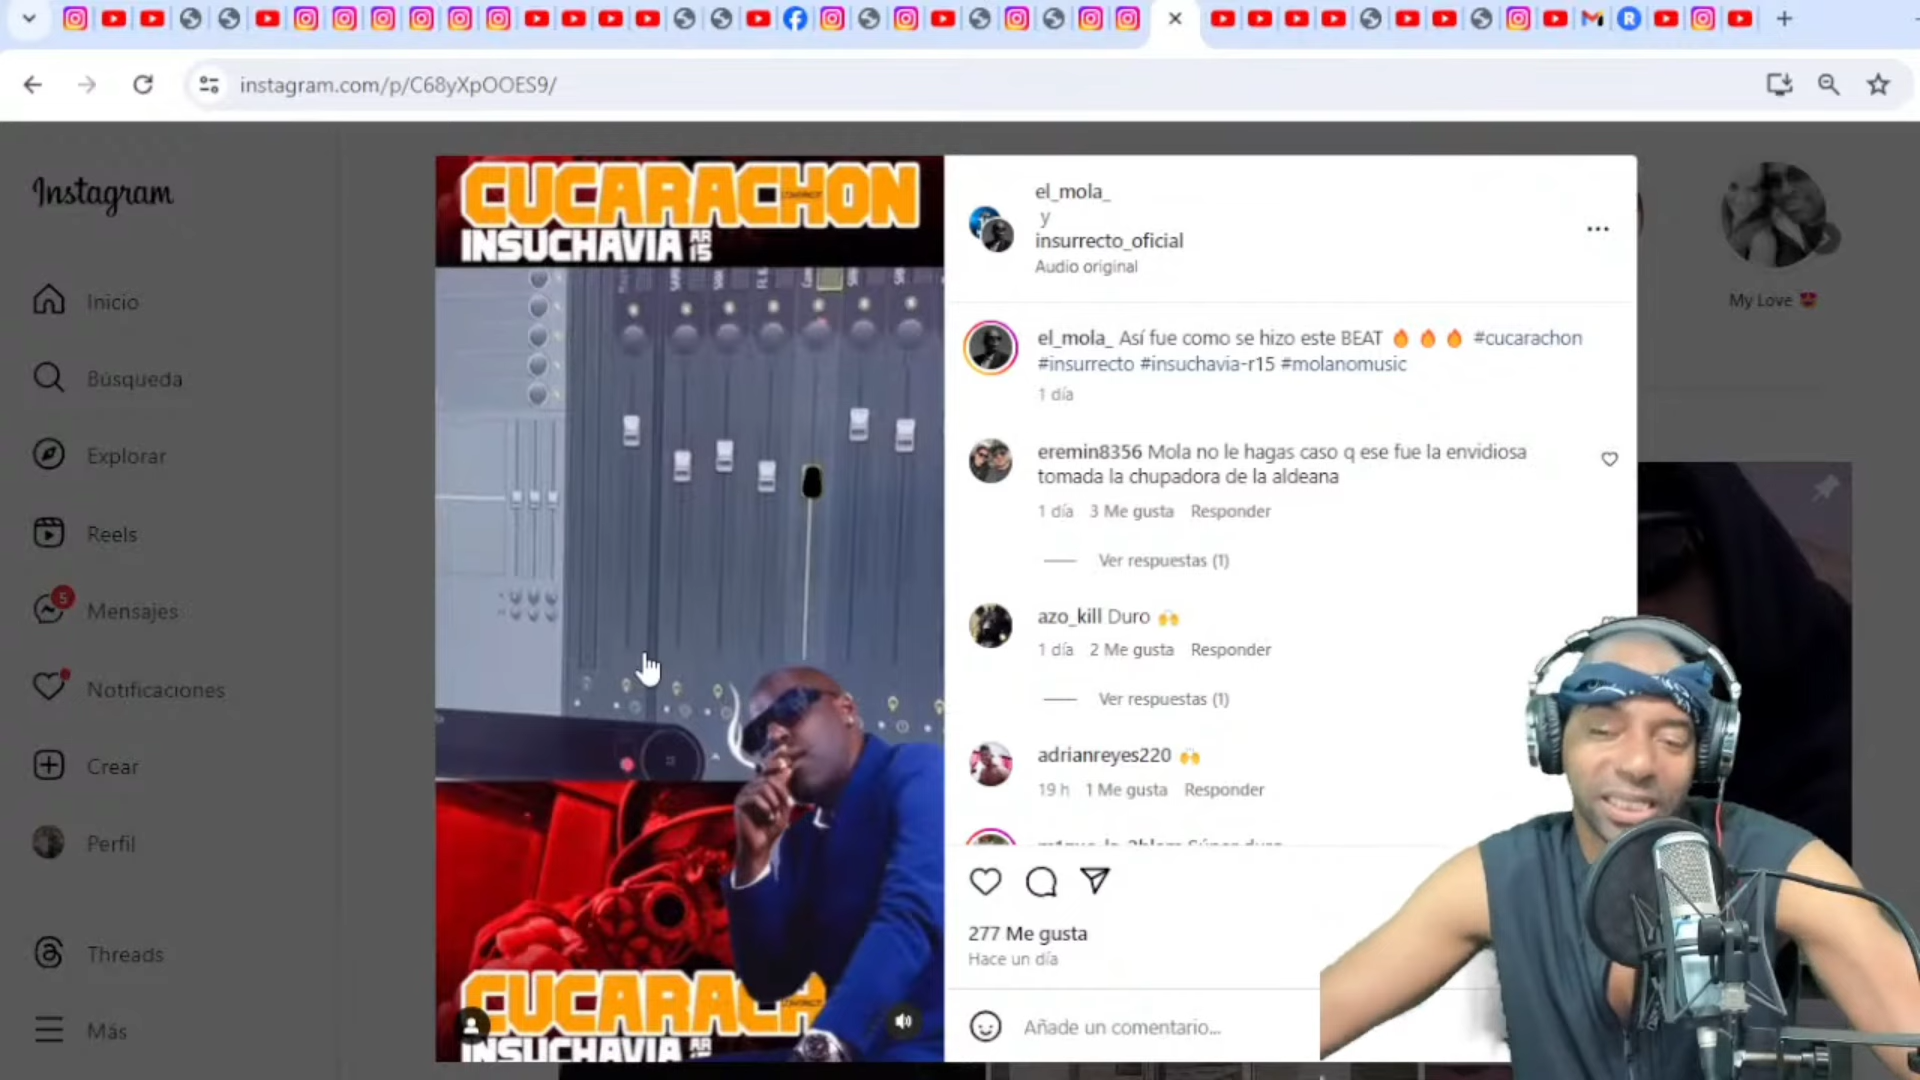 instagram.com/p/C68yXpOOES9/
Instagram
Inicio
Búsqueda
Explorar
Reels
5
Mensajes
Notificaciones
Crear
Perfil
Threads
Más
CUCARACHON
INSUCHAVIA AR 15
CUCARACH
INSUCHAVIA
el_mola_
y
insurrecto_oficial
Audio original
el_mola_ Así fue como se hizo este BEAT 🔥 🔥 🔥 #cucarachon
#insurrecto #insuchavia-r15 #molanomusic
1 día
eremin8356 Mola no le hagas caso q ese fue la envidiosa
tomada la chupadora de la aldeana
1 día 3 Me gusta Responder
Ver respuestas (1)
azo_kill Duro 🙌
1 día 2 Me gusta Responder
Ver respuestas (1)
adrianreyes220 🙌
19 h 1 Me gusta Responder
277 Me gusta
Hace un día
Añade un comentario...
My Love 😍